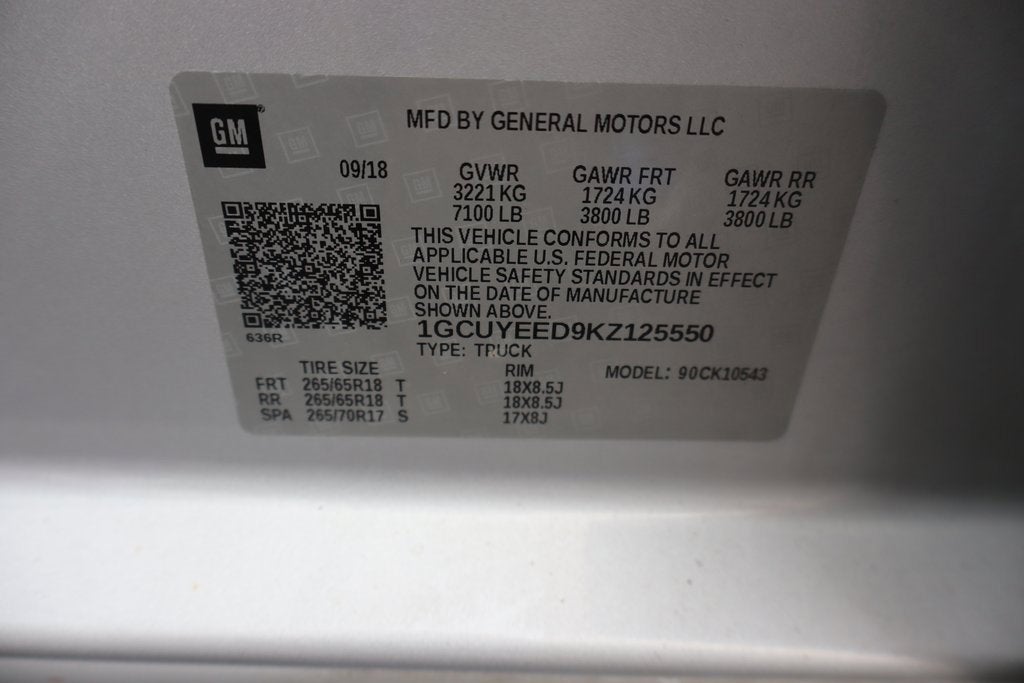 GM
MFD BY GENERAL MOTORS LLC
09/18
GVWR GAWR FRT GAWR RR
3221 KG 1724 KG 1724 KG
7100 LB 3800 LB 3800 LB
THIS VEHICLE CONFORMS TO ALL
APPLICABLE U.S. FEDERAL MOTOR
VEHICLE SAFETY STANDARDS IN EFFECT
ON THE DATE OF MANUFACTURE
SHOWN ABOVE.
1GCUYEED9KZ125550
636R
TYPE: TRUCK
TIRE SIZE RIM MODEL: 90CK10543
FRT 265/65R18 T 18X8.5J
RR 265/65R18 T 18X8.5J
SPA 265/70R17 S 17X8J